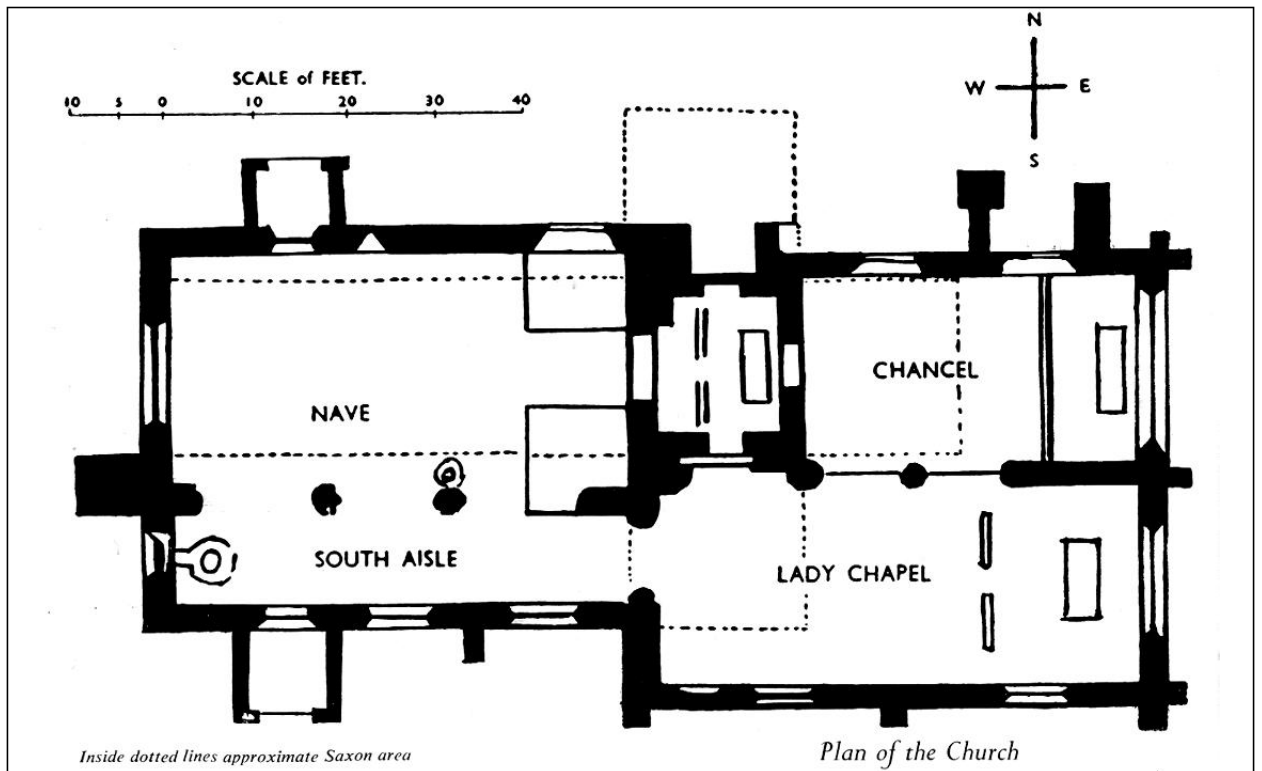 N
SCALE of FEET.
W E
10 5 0 10 20 30 40
S
CHANCEL
NAVE
SOUTH AISLE
LADY CHAPEL
Inside dotted lines approximate Saxon area
Plan of the Church